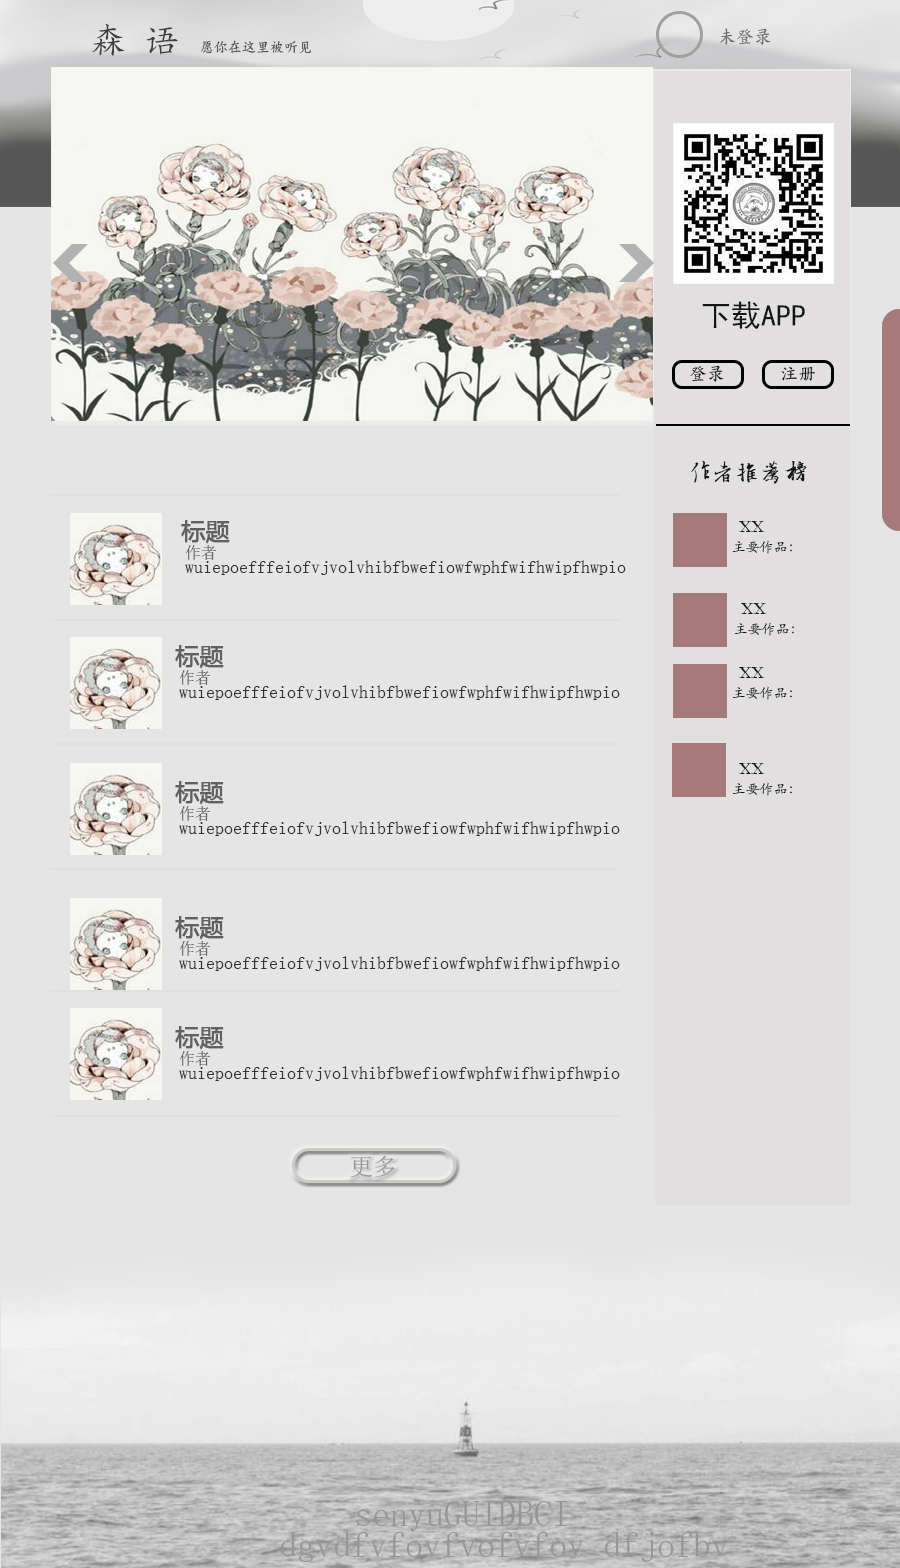 森 语
愿你在这里被听见
未登录
下载APP
登录
注册
作者推荐榜
XX
主要作品：
XX
主要作品：
XX
主要作品：
XX
主要作品：
标题
作者
wuiepoefffeiofvjvolvhibfbwefiowfwphfwifhwipfhwpio
标题
作者
wuiepoefffeiofvjvolvhibfbwefiowfwphfwifhwipfhwpio
标题
作者
wuiepoefffeiofvjvolvhibfbwefiowfwphfwifhwipfhwpio
标题
作者
wuiepoefffeiofvjvolvhibfbwefiowfwphfwifhwipfhwpio
标题
作者
wuiepoefffeiofvjvolvhibfbwefiowfwphfwifhwipfhwpio
更多
senyuGUIDBCI
dgvdfvfovfvofvfov dfjofbv